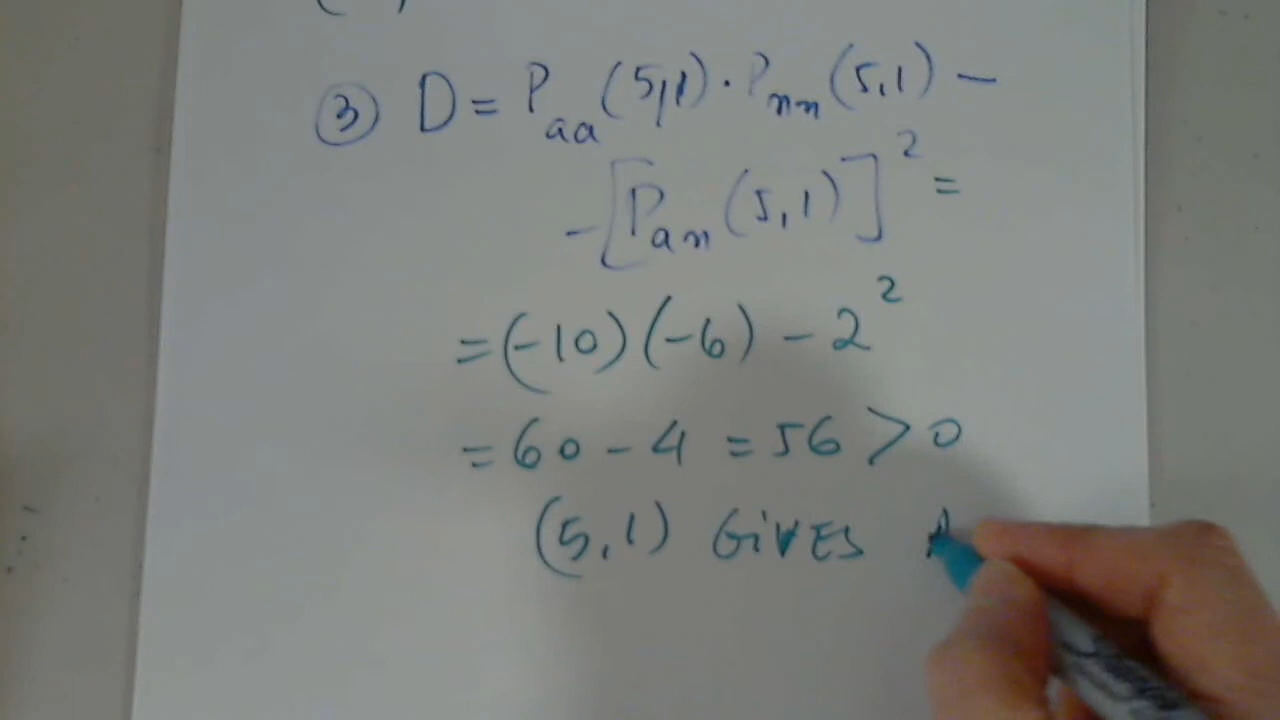 ③ D = P_aa (5,1) · P_nn (5,1) −
− [P_an (5,1)]² =
= (−10)(−6) − 2²
= 60 − 4 = 56 > 0
(5,1) GiVES A